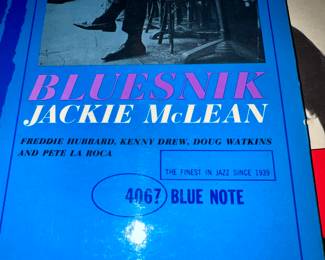 BLUESNIK
JACKIE McLEAN
FREDDIE HUBBARD, KENNY DREW, DOUG WATKINS
AND PETE LA ROCA
THE FINEST IN JAZZ SINCE 1939
4067 BLUE NOTE